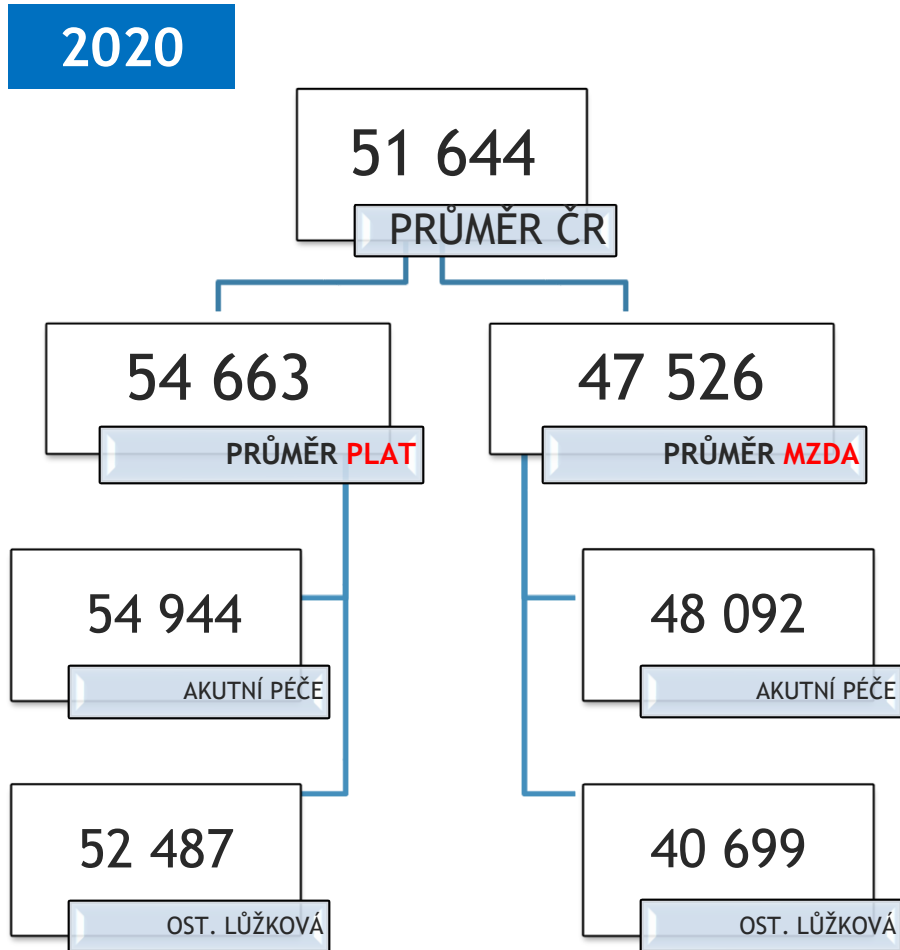 2020
51 644
PRŮMĚR ČR
54 663
PRŮMĚR PLAT
47 526
PRŮMĚR MZDA
54 944
AKUTNÍ PÉČE
48 092
AKUTNÍ PÉČE
52 487
OST. LŮŽKOVÁ
40 699
OST. LŮŽKOVÁ